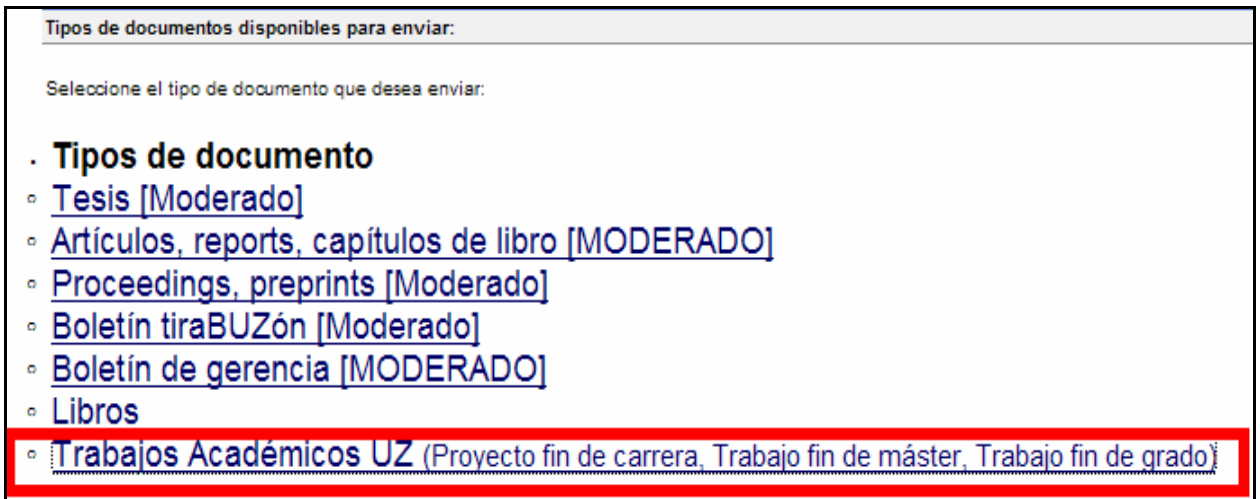 Tipos de documentos disponibles para enviar:
Seleccione el tipo de documento que desea enviar:
Tipos de documento
Tesis [Moderado]
Artículos, reports, capítulos de libro [MODERADO]
Proceedings, preprints [Moderado]
Boletín tiraBUZón [Moderado]
Boletín de gerencia [MODERADO]
Libros
Trabajos Académicos UZ (Proyecto fin de carrera, Trabajo fin de máster, Trabajo fin de grado)